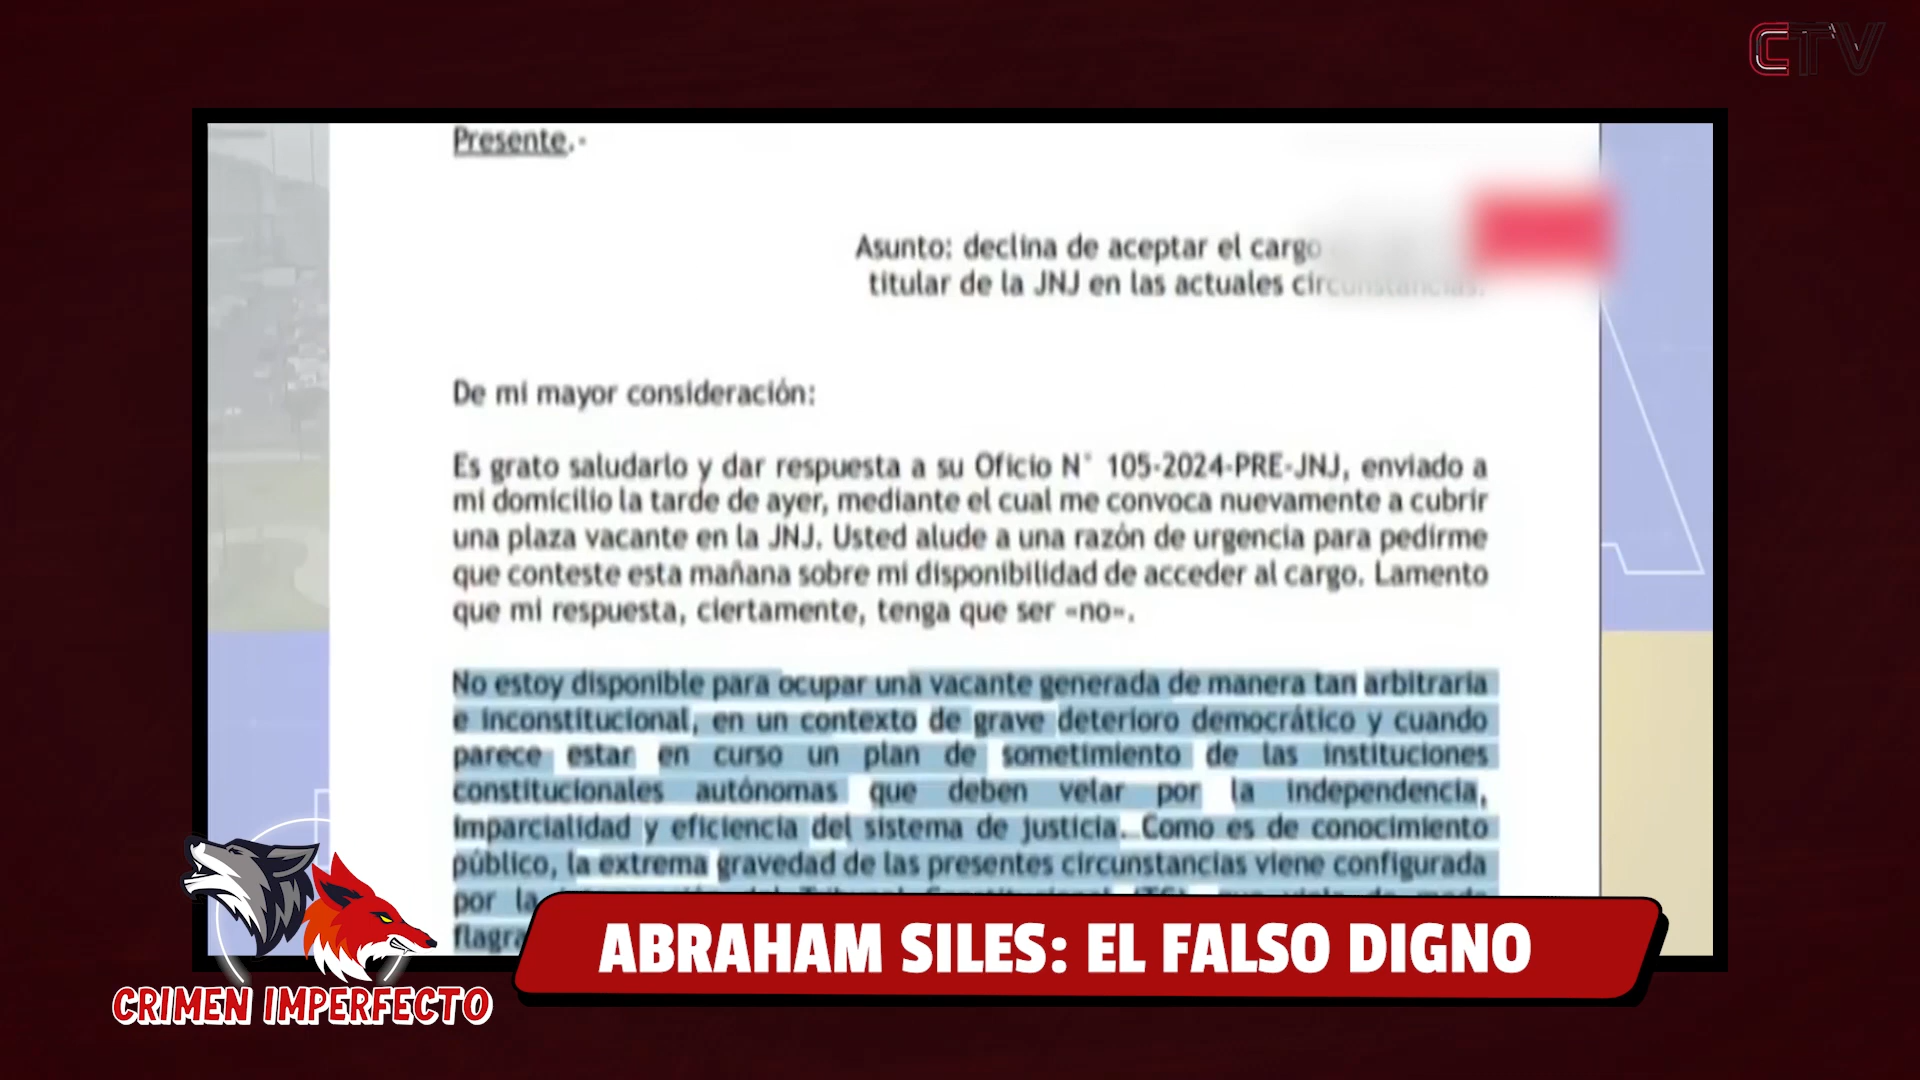 CTV
Presente.-
Asunto: declina de aceptar el cargo
titular de la JNJ en las actuales circunstancias.
De mi mayor consideración:
Es grato saludarlo y dar respuesta a su Oficio N° 105-2024-PRE-JNJ, enviado a
mi domicilio la tarde de ayer, mediante el cual me convoca nuevamente a cubrir
una plaza vacante en la JNJ. Usted alude a una razón de urgencia para pedirme
que conteste esta mañana sobre mi disponibilidad de acceder al cargo. Lamento
que mi respuesta, ciertamente, tenga que ser «no».
No estoy disponible para ocupar una vacante generada de manera tan arbitraria
e inconstitucional, en un contexto de grave deterioro democrático y cuando
parece estar en curso un plan de sometimiento de las instituciones
constitucionales autónomas que deben velar por la independencia,
imparcialidad y eficiencia del sistema de justicia. Como es de conocimiento
público, la extrema gravedad de las presentes circunstancias viene configurada
por la
ABRAHAM SILES: EL FALSO DIGNO
CRIMEN IMPERFECTO